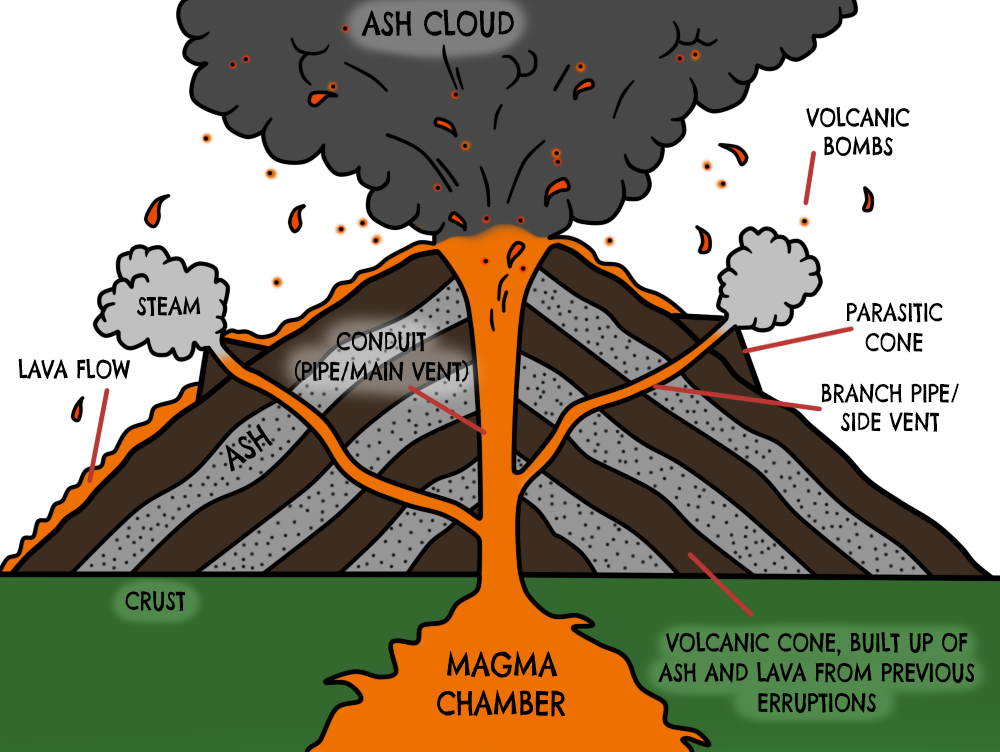 ASH CLOUD
VOLCANIC
BOMBS
STEAM
PARASITIC
CONE
CONDUIT
(PIPE/MAIN VENT)
LAVA FLOW
BRANCH PIPE/
SIDE VENT
ASH
CRUST
VOLCANIC CONE, BUILT UP OF
ASH AND LAVA FROM PREVIOUS
ERRUPTIONS
MAGMA
CHAMBER